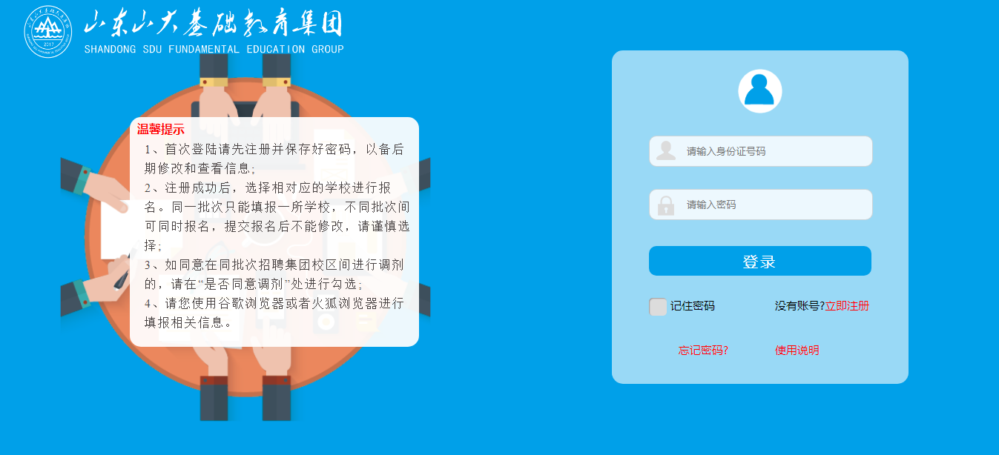 山东山大基础教育集团
SHANDONG SDU FUNDAMENTAL EDUCATION GROUP
2017
温馨提示
1、首次登陆请先注册并保存好密码，以备后
期修改和查看信息;
2、注册成功后，选择相对应的学校进行报
名。同一批次只能填报一所学校，不同批次间
可同时报名，提交报名后不能修改，请谨慎选
择;
3、如同意在同批次招聘集团校区间进行调剂
的，请在“是否同意调剂”处进行勾选;
4、请您使用谷歌浏览器或者火狐浏览器进行
填报相关信息。
请输入身份证号码
请输入密码
登录
记住密码
没有账号?立即注册
忘记密码?
使用说明